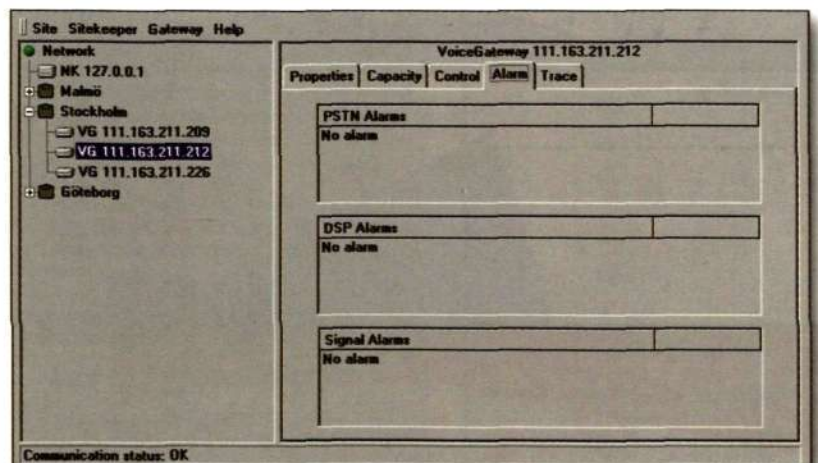 Site Sitekeeper Gateway Help
Network
NK 127.0.0.1
Malmö
Stockholm
VG 111.163.211.209
VG 111.163.211.212
VG 111.163.211.226
Göteborg
VoiceGateway 111.163.211.212
Properties Capacity Control Alarm Trace
PSTN Alarms
No alarm
DSP Alarms
No alarm
Signal Alarms
No alarm
Communication status: OK